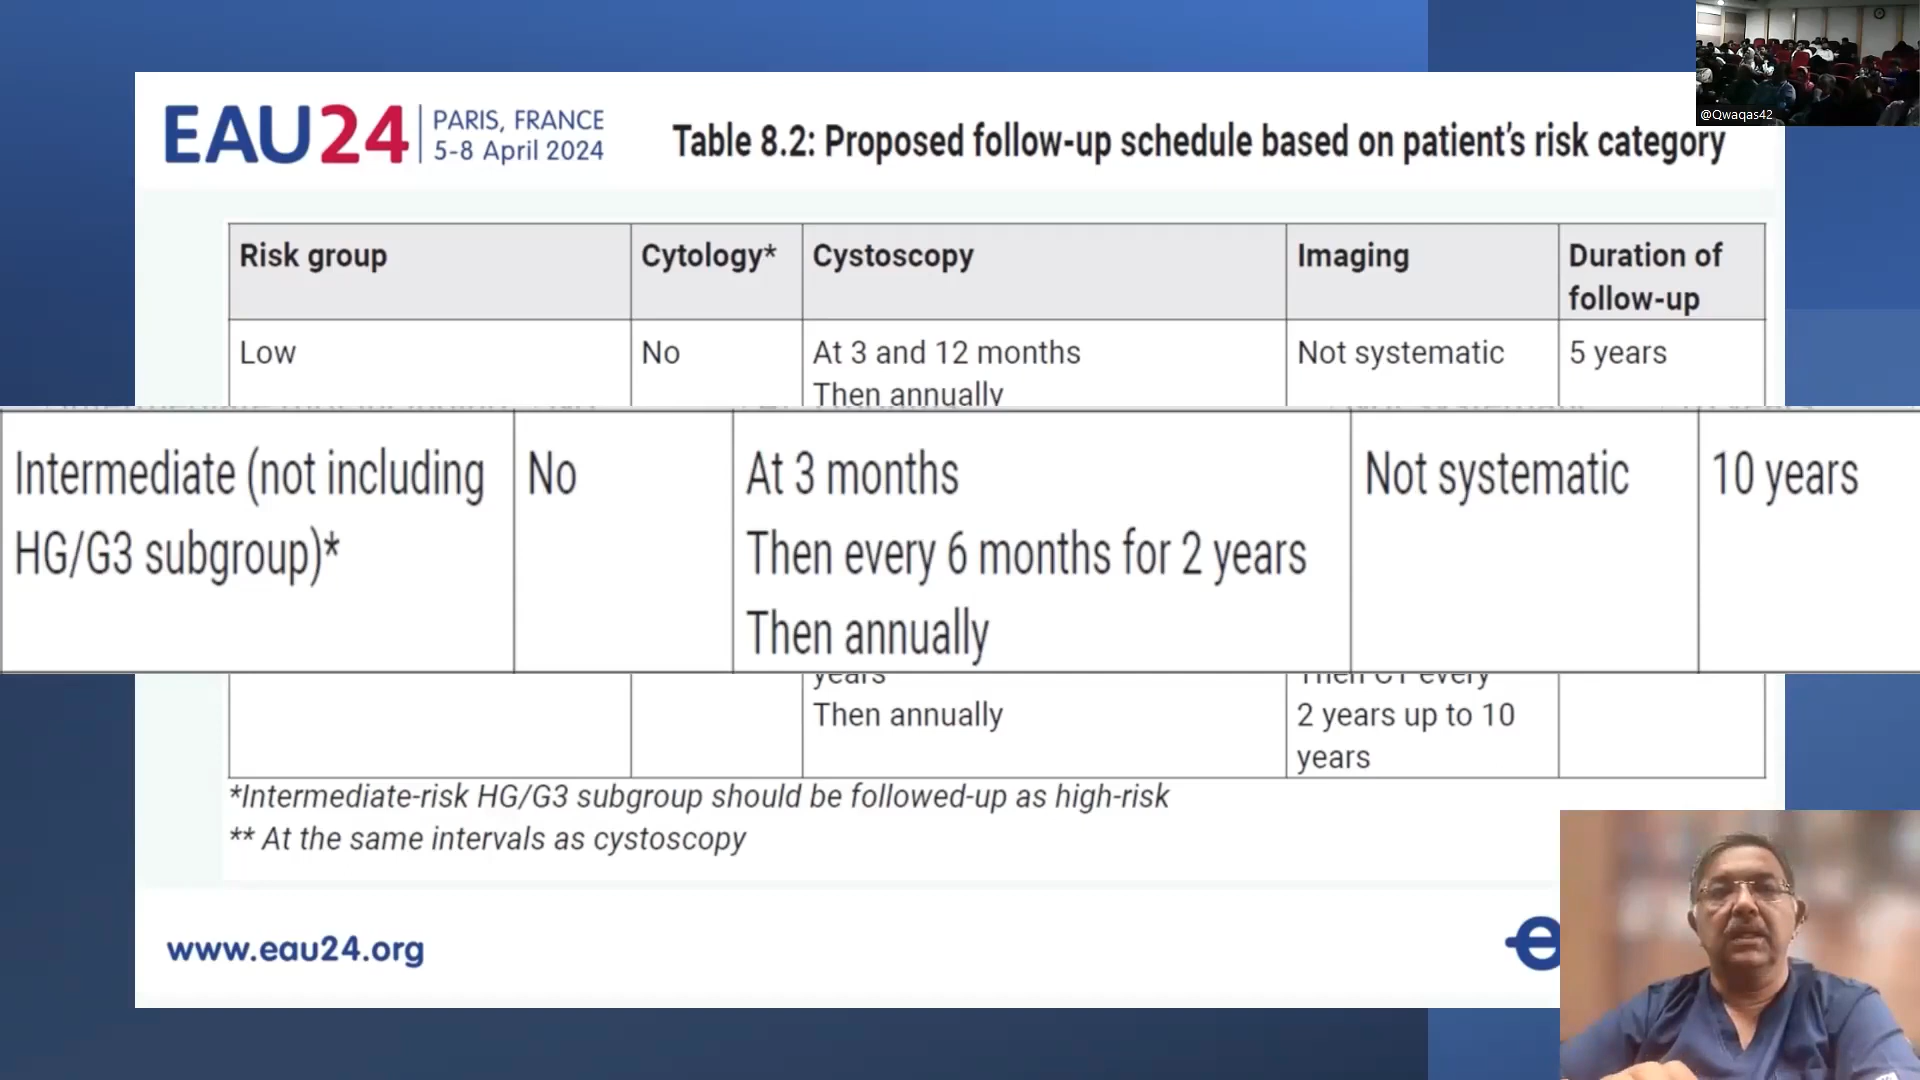 @Qwaqas42
EAU24 PARIS, FRANCE
5-8 April 2024
Table 8.2: Proposed follow-up schedule based on patient's risk category
Risk group Cytology* Cystoscopy Imaging Duration of
follow-up
Low No At 3 and 12 months Not systematic 5 years
Then annually
Intermediate (not including No At 3 months Not systematic 10 years
HG/G3 subgroup)* Then every 6 months for 2 years
Then annually
years Then CT every
Then annually 2 years up to 10
years
*Intermediate-risk HG/G3 subgroup should be followed-up as high-risk
** At the same intervals as cystoscopy
www.eau24.org
e